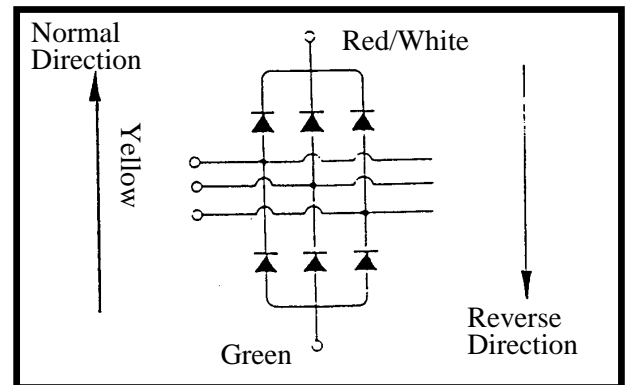 Normal
Direction
Red/White
Yellow
Green
Reverse
Direction